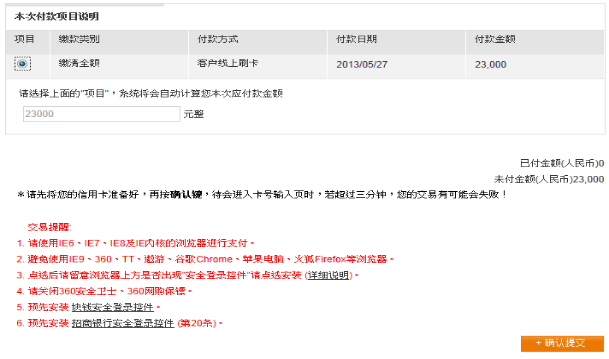 本次付款项目说明
项目 缴款类别 付款方式 付款日期 付款金额
缴清全额 客户线上刷卡 2013/05/27 23,000
请选择上面的"项目"，系统将会自动计算您本次应付款金额
23000 元整
已付金额(人民币)0
未付金额(人民币)23,000
＊请先将您的信用卡准备好，再按确认键，待会进入卡号输入页时，若超过三分钟，您的交易有可能会失败！
交易提醒:
1. 请使用IE6、IE7、IE8及IE内核的浏览器进行支付。
2. 避免使用IE9、360、TT、遨游、谷歌Chrome、苹果电脑、火狐Firefox等浏览器。
3. 点选后请留意浏览器上方是否出现"安全登录控件"请点选安装 (详细说明)。
4. 请关闭360安全卫士、360网购保镖。
5. 预先安装 块钱安全登录控件。
6. 预先安装 招商银行安全登录控件 (第20条)。
+ 确认提交